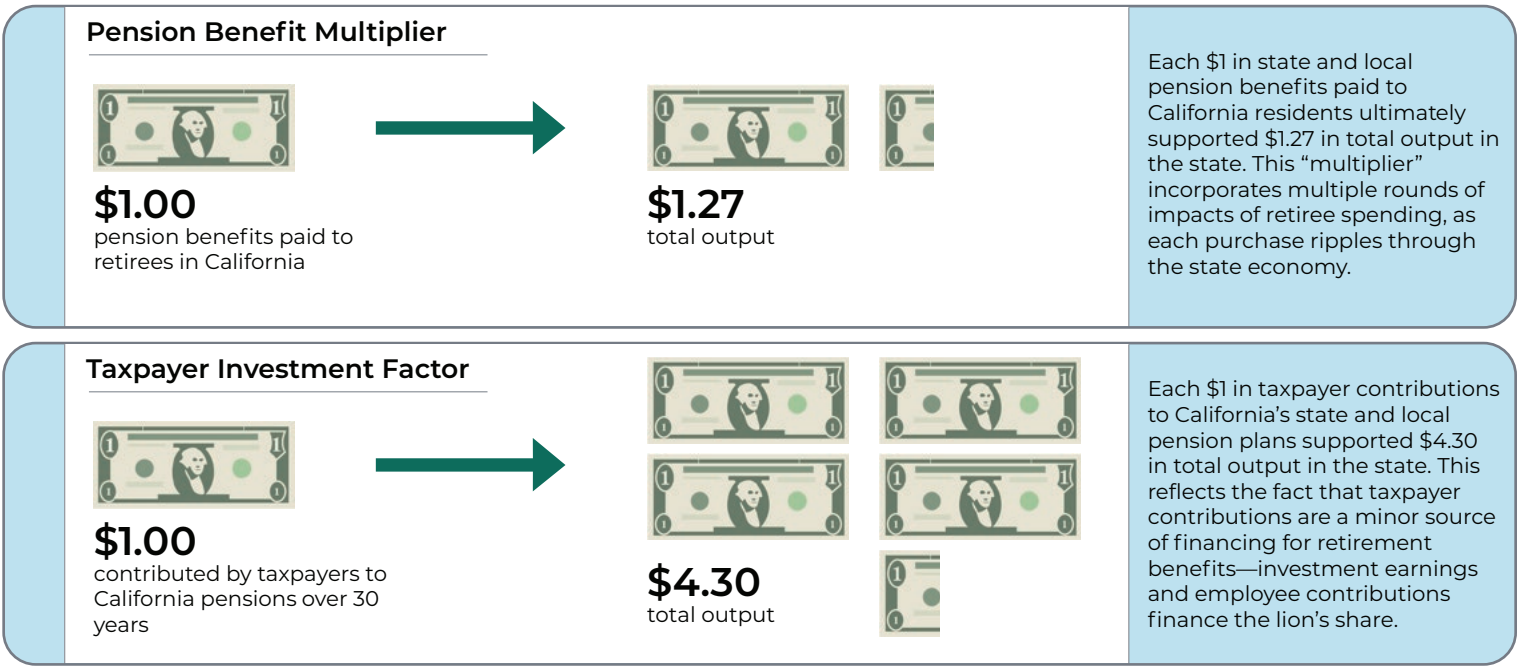 Pension Benefit Multiplier
$1.00
pension benefits paid to
retirees in California
$1.27
total output
Each $1 in state and local
pension benefits paid to
California residents ultimately
supported $1.27 in total output in
the state. This “multiplier”
incorporates multiple rounds of
impacts of retiree spending, as
each purchase ripples through
the state economy.
Taxpayer Investment Factor
$1.00
contributed by taxpayers to
California pensions over 30
years
$4.30
total output
Each $1 in taxpayer contributions
to California’s state and local
pension plans supported $4.30
in total output in the state. This
reflects the fact that taxpayer
contributions are a minor source
of financing for retirement
benefits—investment earnings
and employee contributions
finance the lion’s share.